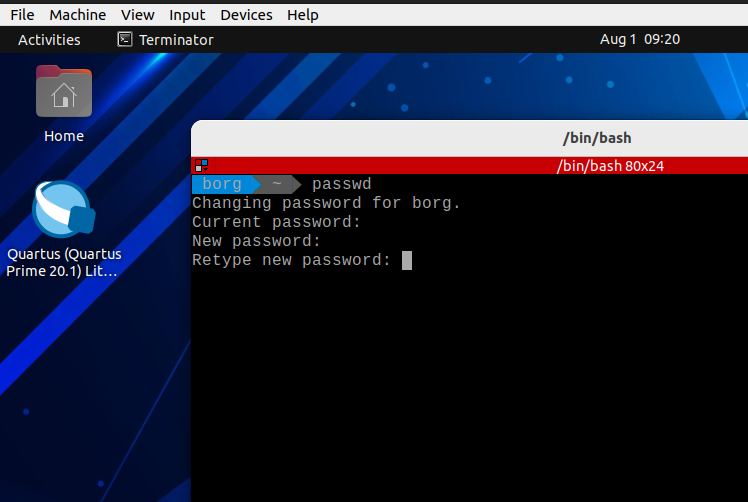 File Machine View Input Devices Help
Activities Terminator Aug 1 09:20
Home
Quartus (Quartus
Prime 20.1) Lit...
/bin/bash
/bin/bash 80x24
borg ~ passwd
Changing password for borg.
Current password:
New password:
Retype new password: